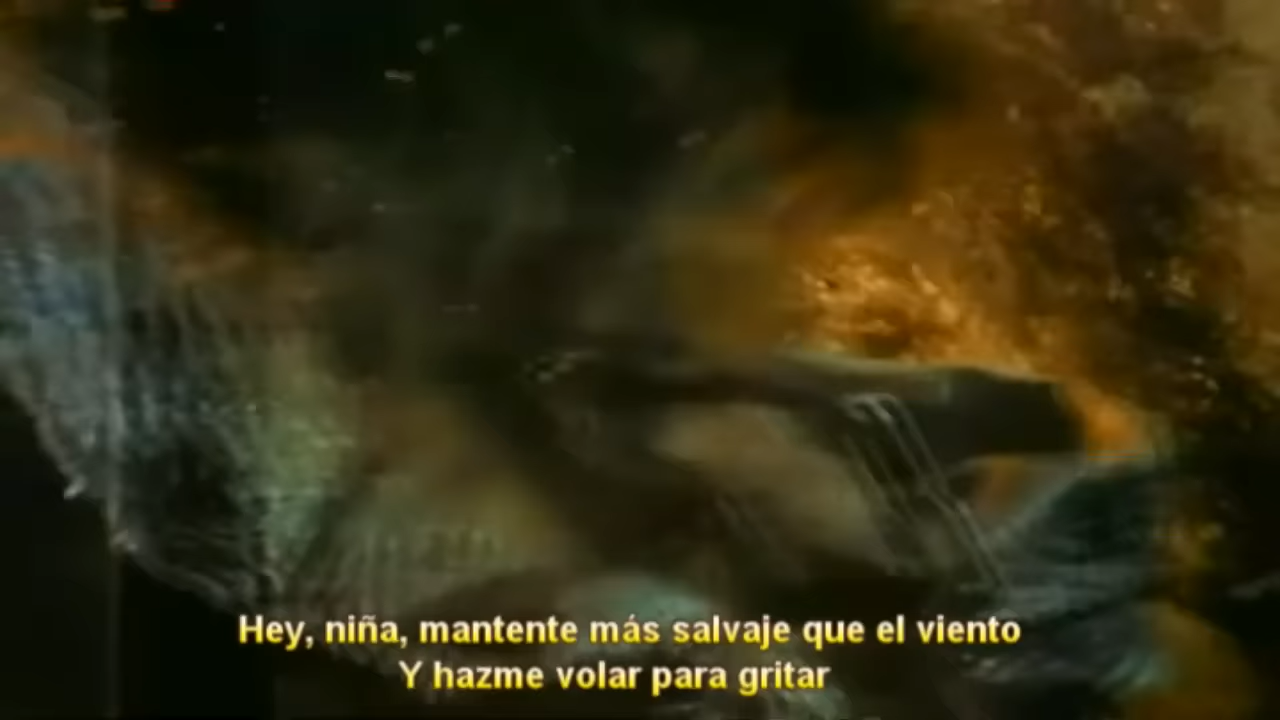 Hey, niña, mantente más salvaje que el viento
Y hazme volar para gritar